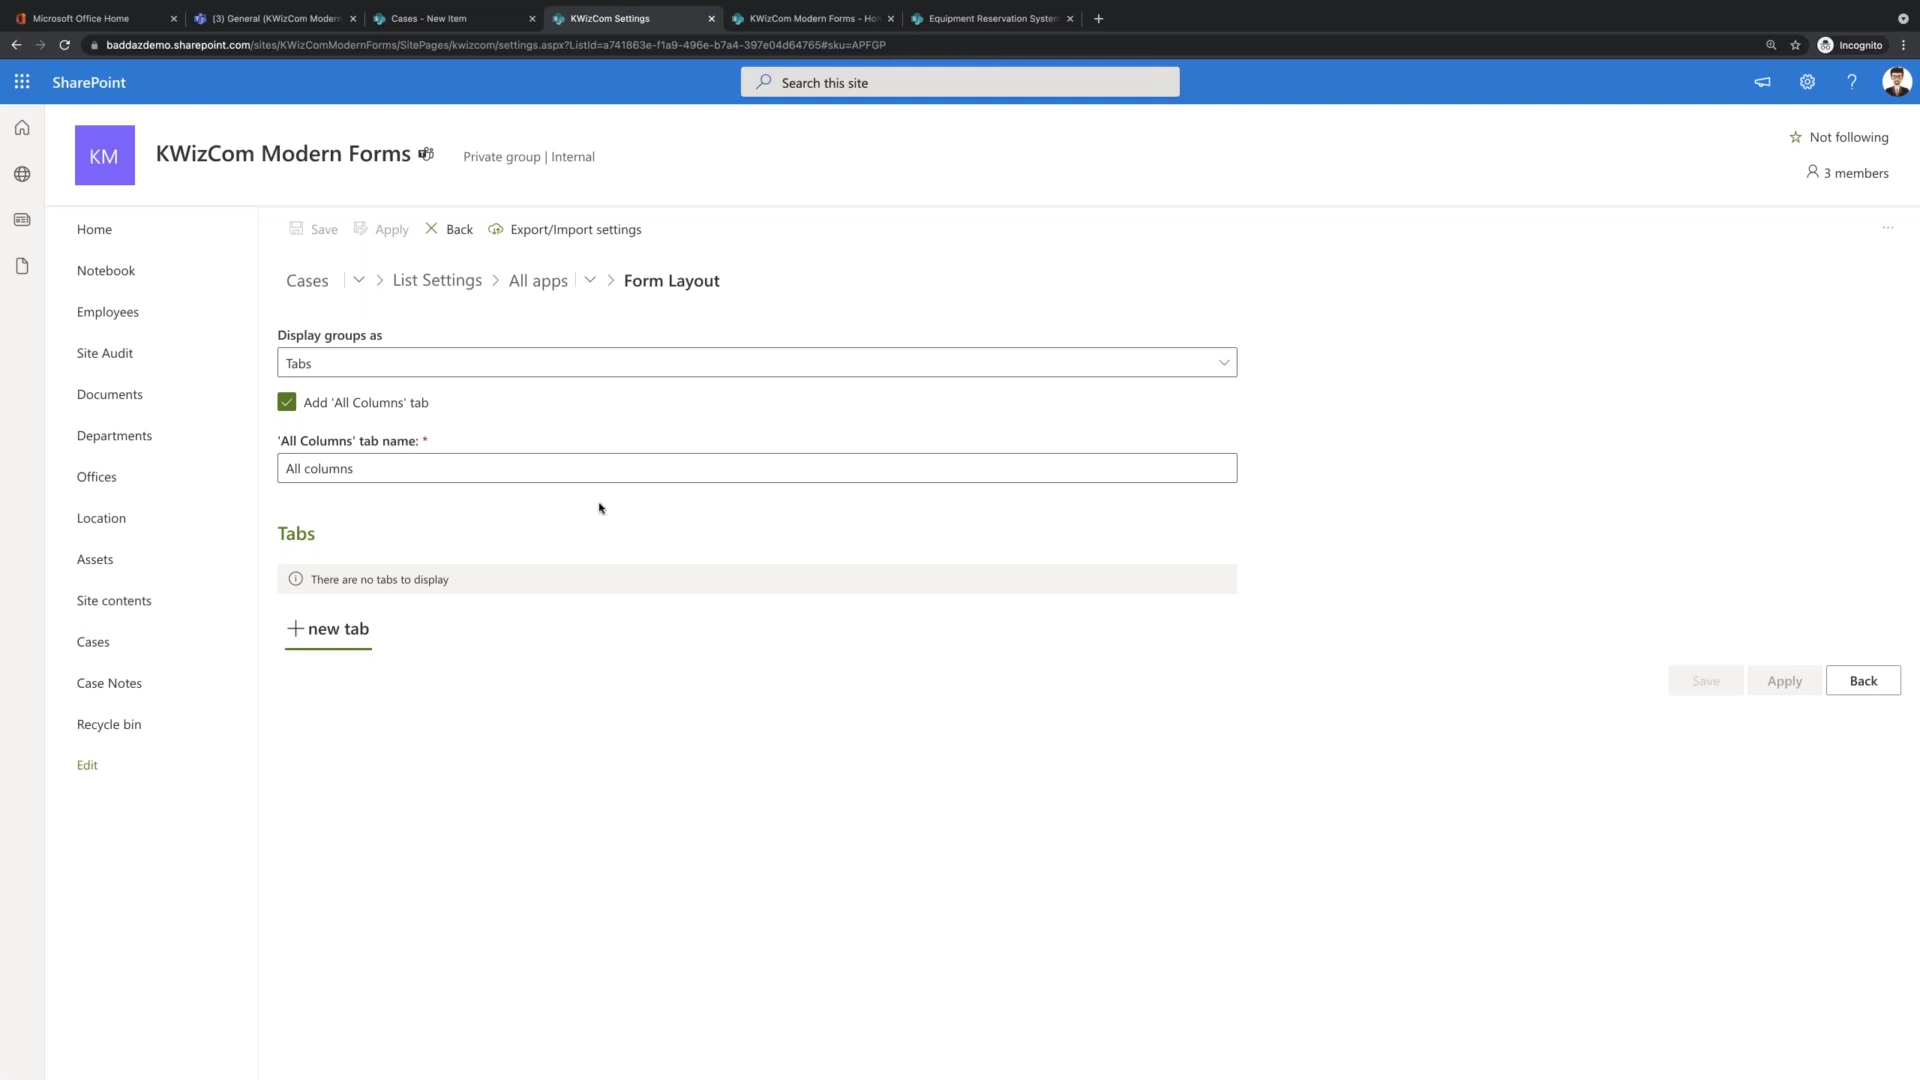 Microsoft Office Home
(3) General (KWizCom Modern
Cases - New Item
KWizCom Settings
KWizCom Modern Forms - Hom
Equipment Reservation System
baddazdemo.sharepoint.com/sites/KWizComModernForms/SitePages/kwizcom/settings.aspx?ListId=a741863e-f1a9-496e-b7a4-397e04d64765#sku=APFGP
Incognito
SharePoint
Search this site
KM
KWizCom Modern Forms
Private group | Internal
Not following
3 members
Home
Notebook
Employees
Site Audit
Documents
Departments
Offices
Location
Assets
Site contents
Cases
Case Notes
Recycle bin
Edit
Save
Apply
Back
Export/Import settings
Cases > List Settings > All apps > Form Layout
Display groups as
Tabs
Add 'All Columns' tab
'All Columns' tab name: *
All columns
Tabs
There are no tabs to display
new tab
Save
Apply
Back